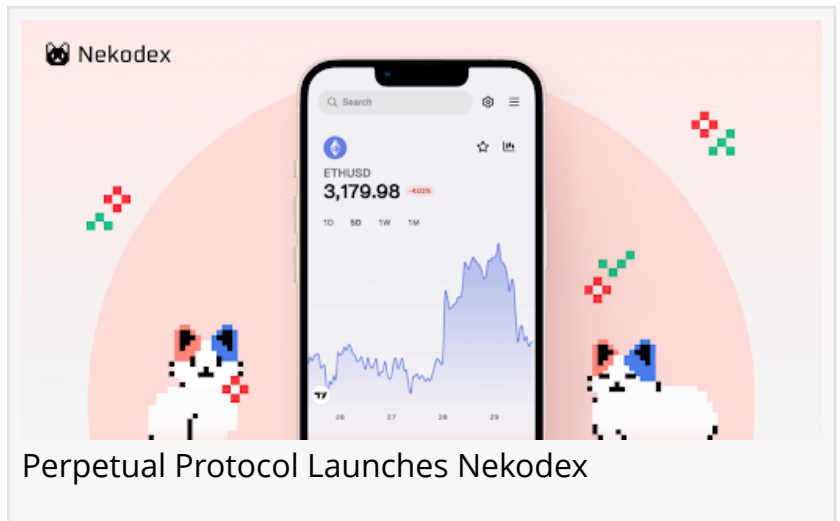 Nekodex
Search
ETHUSD
3,179.98 -4.02%
1D 5D 1W 1M
26 27 28 29
Perpetual Protocol Launches Nekodex